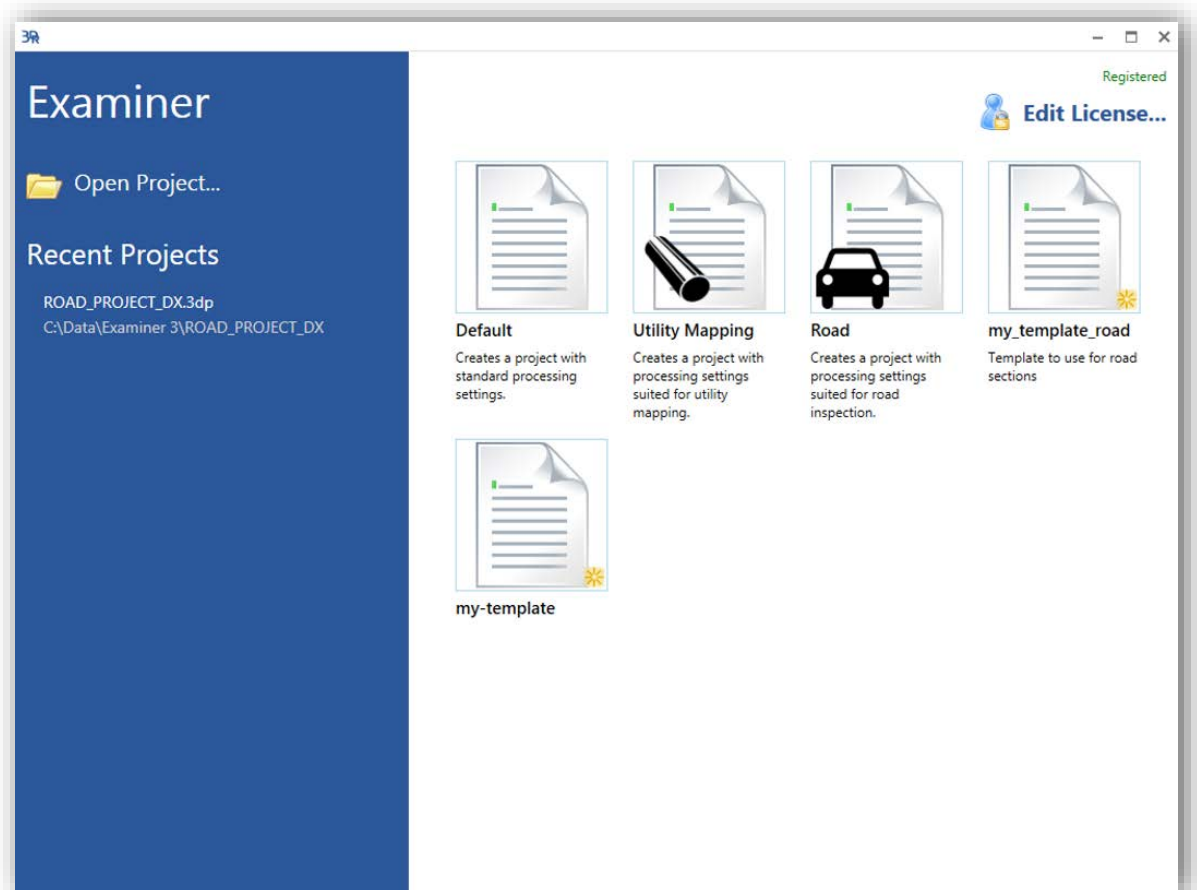 3R
Registered
Examiner
Edit License...
Open Project...
Recent Projects
ROAD_PROJECT_DX.3dp
C:\Data\Examiner 3\ROAD_PROJECT_DX
Default
Creates a project with
standard processing
settings.
Utility Mapping
Creates a project with
processing settings
suited for utility
mapping.
Road
Creates a project with
processing settings
suited for road
inspection.
my_template_road
Template to use for road
sections
my-template